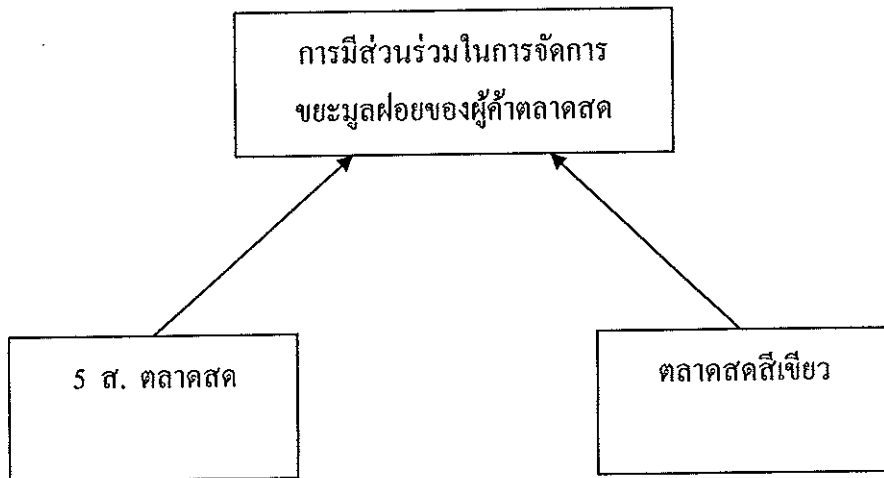 การมีส่วนร่วมในการจัดการ
ขยะมูลฝอยของผู้ค้าตลาดสด
5 ส. ตลาดสด
ตลาดสดสีเขียว